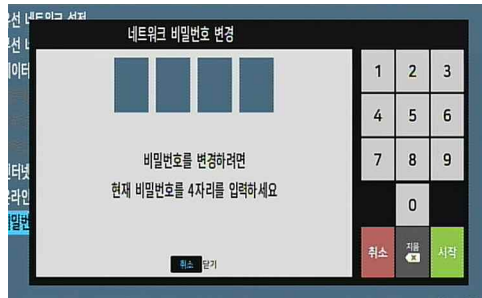 네트워크 비밀번호 변경
비밀번호를 변경하려면
현재 비밀번호를 4자리를 입력하세요
취소 닫기
1 2 3
4 5 6
7 8 9
0
취소 지움 시작